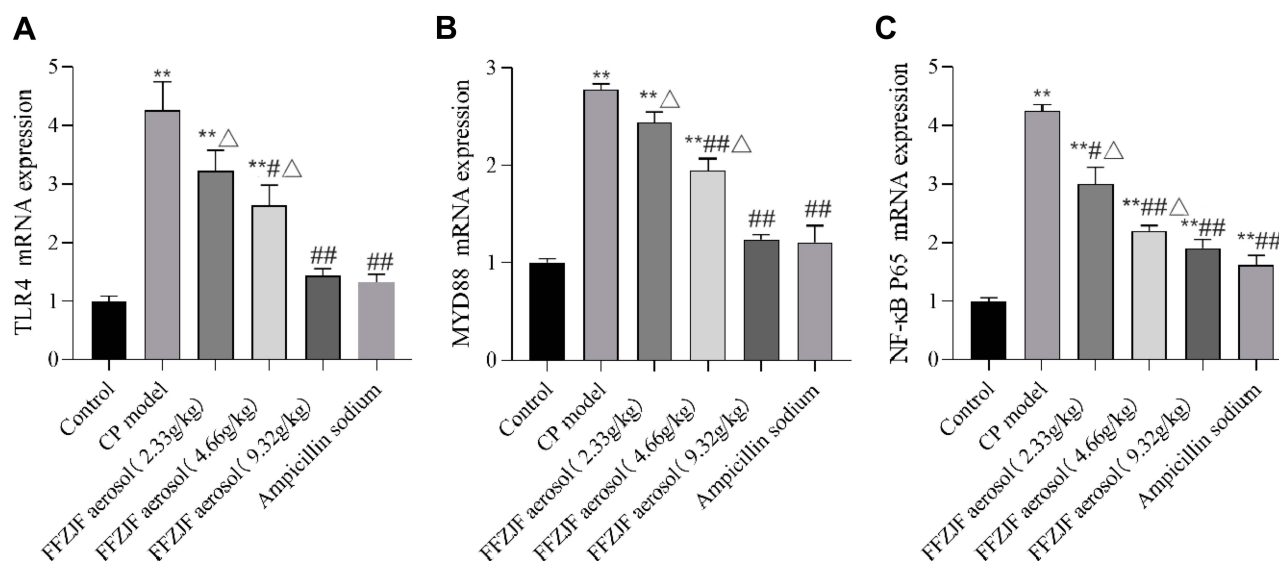 A
TLR4 mRNA expression
5
4
3
2
1
0
**
**△
**#△
##
##
Control
CP model
FFZJF aerosol( 2.33g/kg)
FFZJF aerosol( 4.66g/kg)
FFZJF aerosol( 9.32g/kg)
Ampicillin sodium
B
MYD88 mRNA expression
3
2
1
0
**
**△
**##△
##
##
Control
CP model
FFZJF aerosol( 2.33g/kg)
FFZJF aerosol( 4.66g/kg)
FFZJF aerosol( 9.32g/kg)
Ampicillin sodium
C
NF-κB P65 mRNA expression
5
4
3
2
1
0
**
**#△
**##△
**##
**##
Control
CP model
FFZJF aerosol( 2.33g/kg)
FFZJF aerosol( 4.66g/kg)
FFZJF aerosol( 9.32g/kg)
Ampicillin sodium